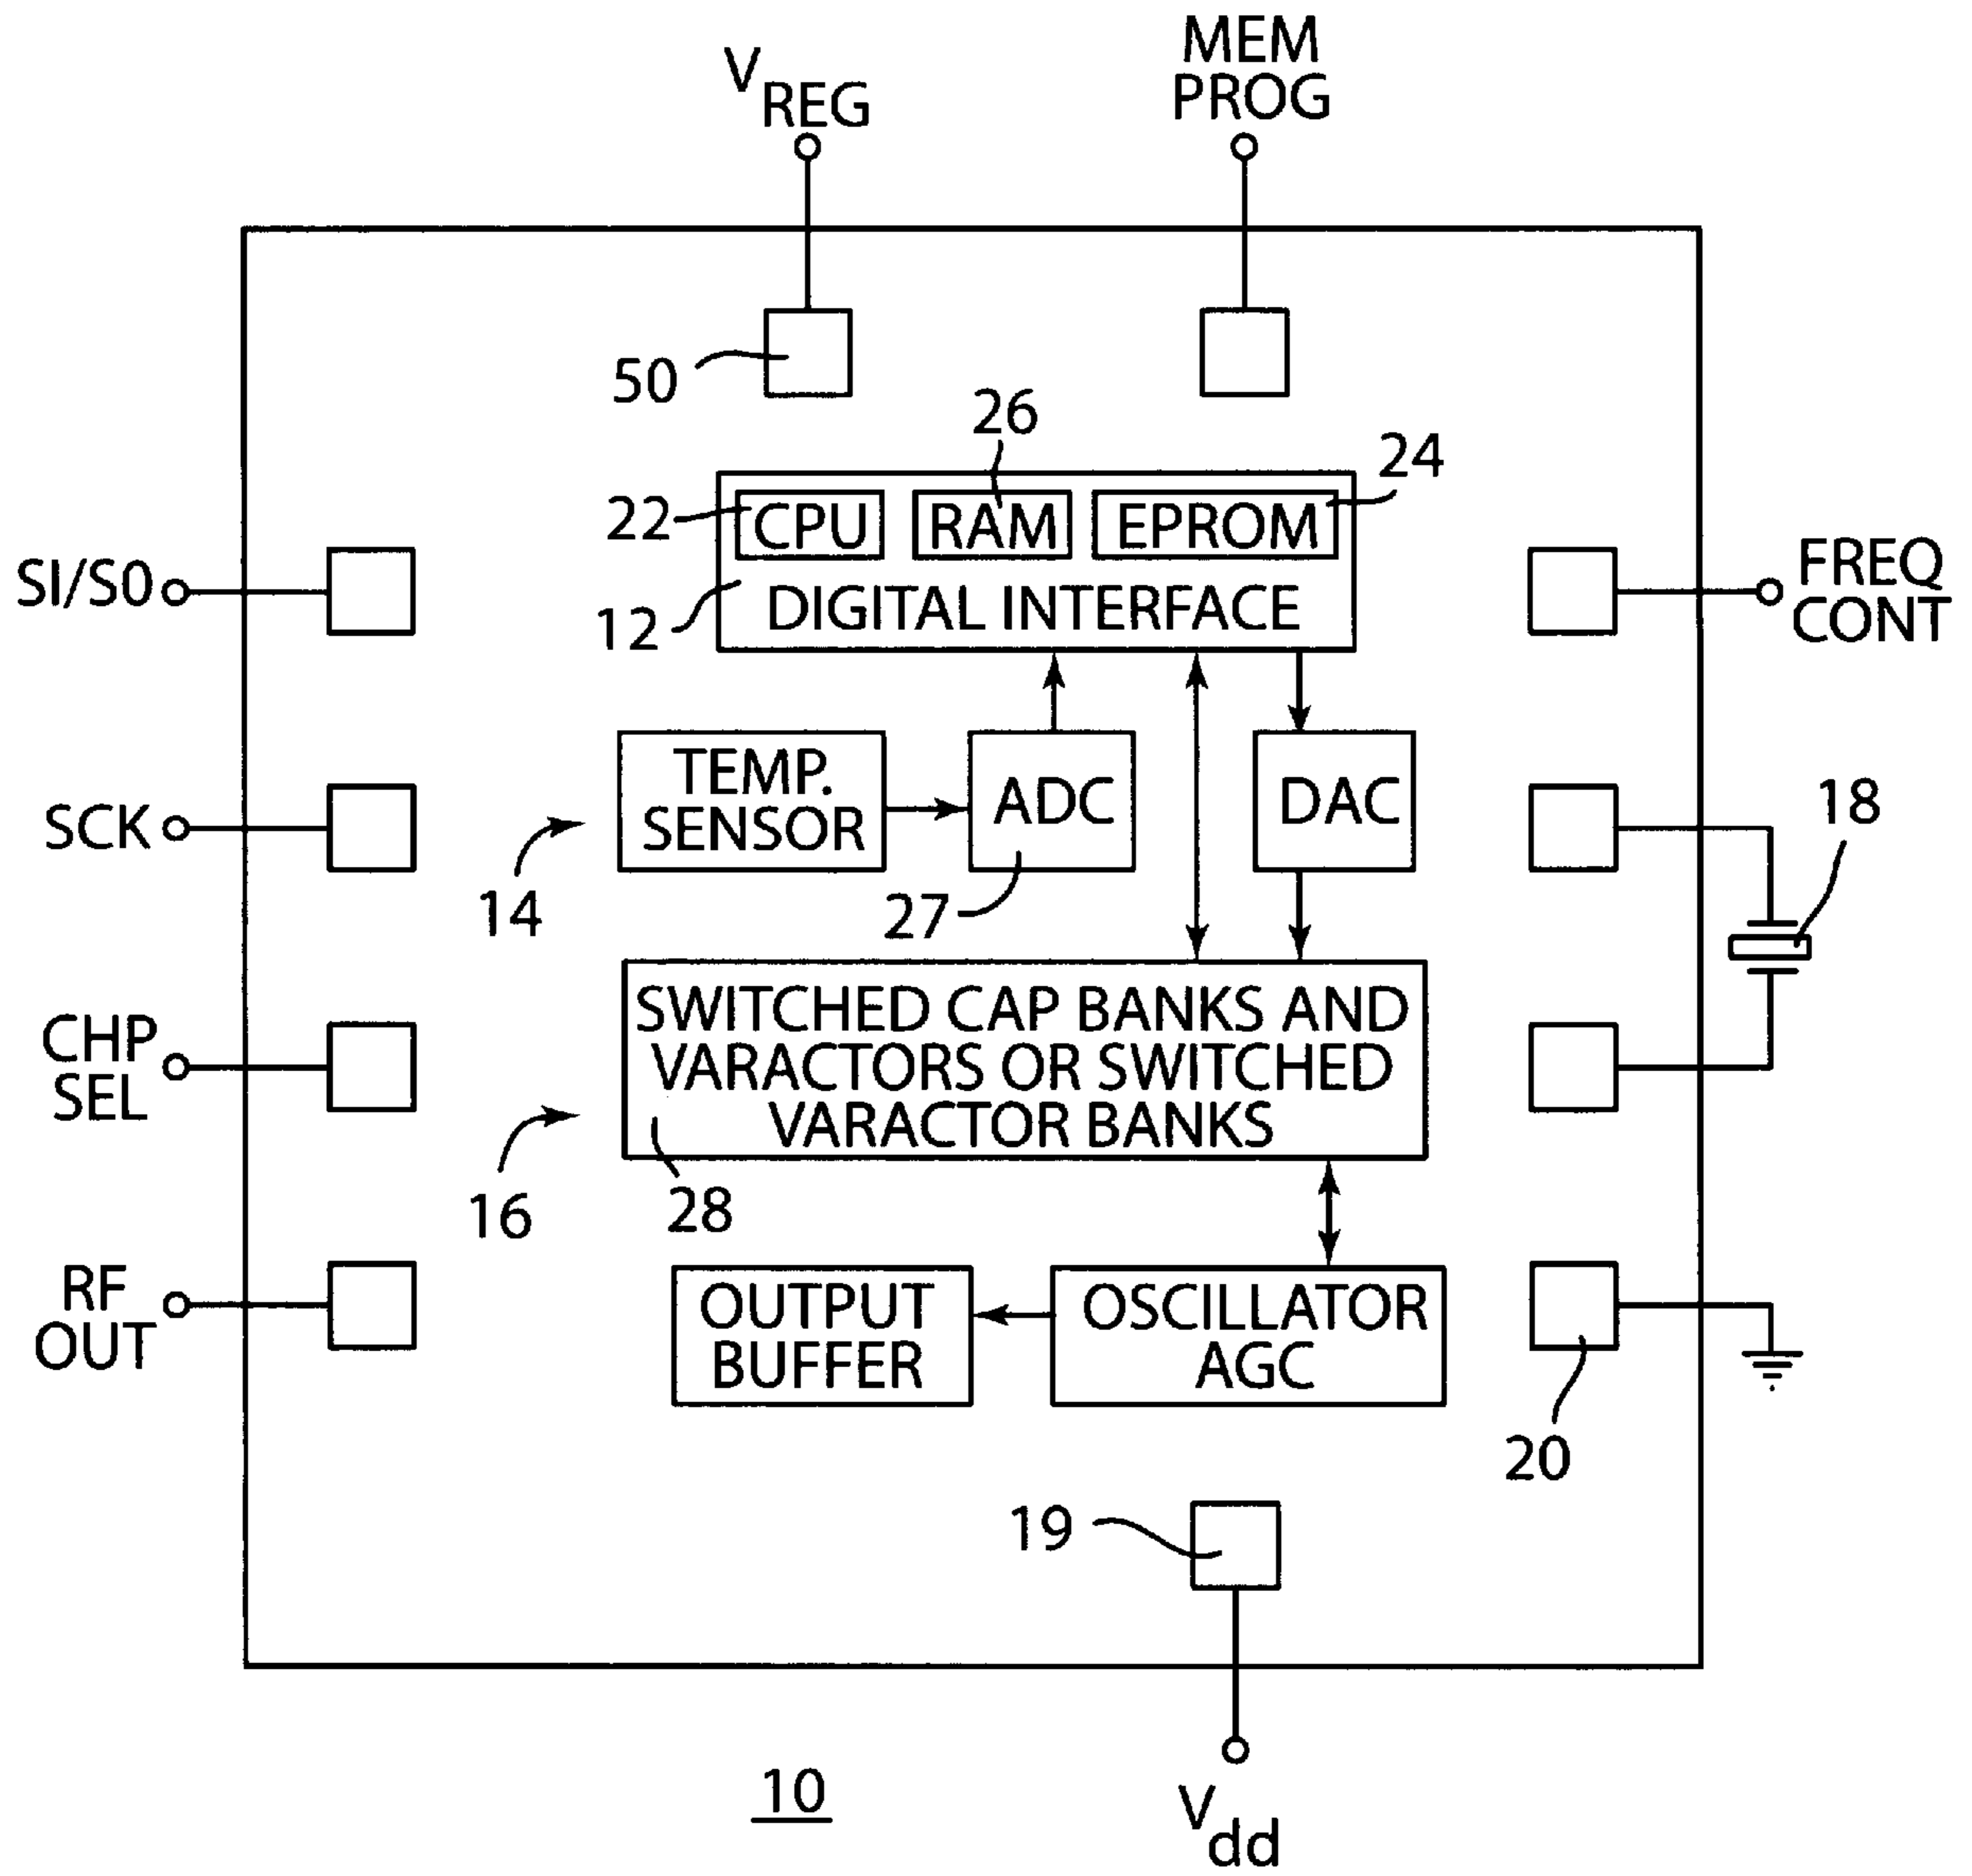 V REG
MEM
PROG
50
26
24
22
CPU
RAM
EPROM
12
DIGITAL INTERFACE
SI/S0
FREQ
CONT
TEMP.
SENSOR
ADC
DAC
SCK
18
14
27
CHP
SEL
SWITCHED CAP BANKS AND
VARACTORS OR SWITCHED
VARACTOR BANKS
16
28
RF
OUT
OUTPUT
BUFFER
OSCILLATOR
AGC
20
19
10
Vdd